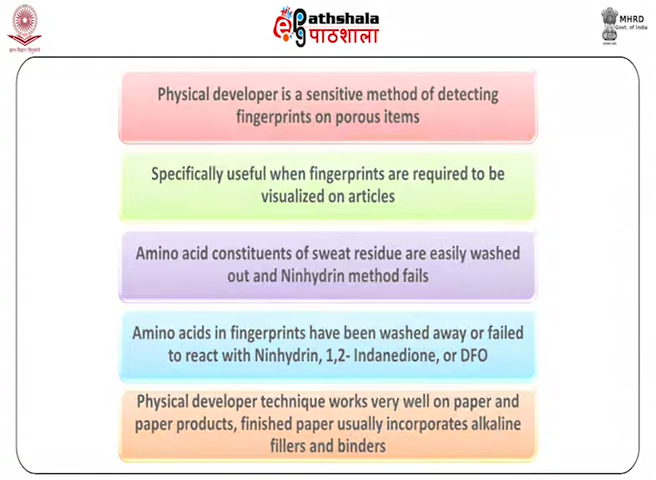 ePathshala
पाठशाला
MHRD
Govt. of India
Physical developer is a sensitive method of detecting
fingerprints on porous items
Specifically useful when fingerprints are required to be
visualized on articles
Amino acid constituents of sweat residue are easily washed
out and Ninhydrin method fails
Amino acids in fingerprints have been washed away or failed
to react with Ninhydrin, 1,2- Indanedione, or DFO
Physical developer technique works very well on paper and
paper products, finished paper usually incorporates alkaline
fillers and binders